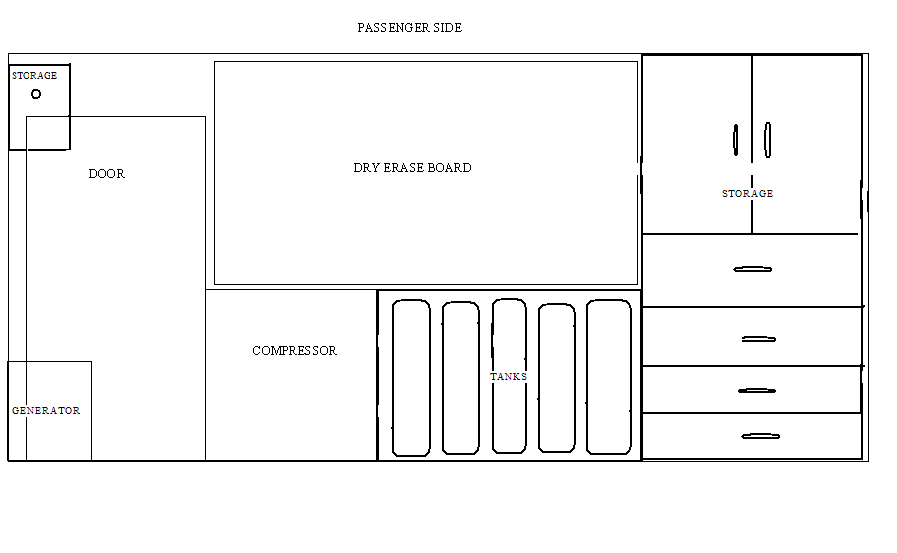 PASSENGER SIDE
STORAGE
DOOR
DRY ERASE BOARD
STORAGE
COMPRESSOR
TANKS
GENERATOR